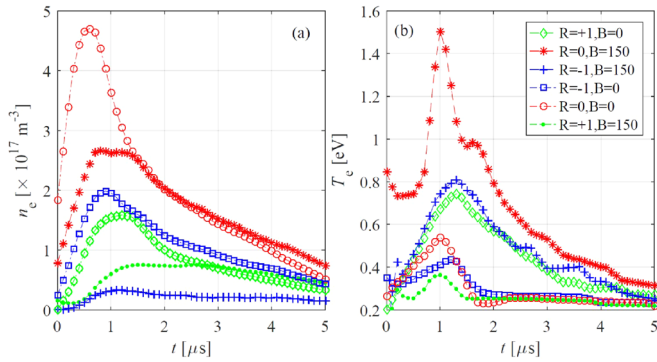 (a)
5
4
3
2
1
0
n_e [× 10^17 m^-3]
0 1 2 3 4 5
t [μs]
(b)
R=+1,B=0
R=0,B=150
R=-1,B=150
R=-1,B=0
R=0,B=0
R=+1,B=150
1.6
1.4
1.2
1
0.8
0.6
0.4
0.2
T_e [eV]
0 1 2 3 4 5
t [μs]